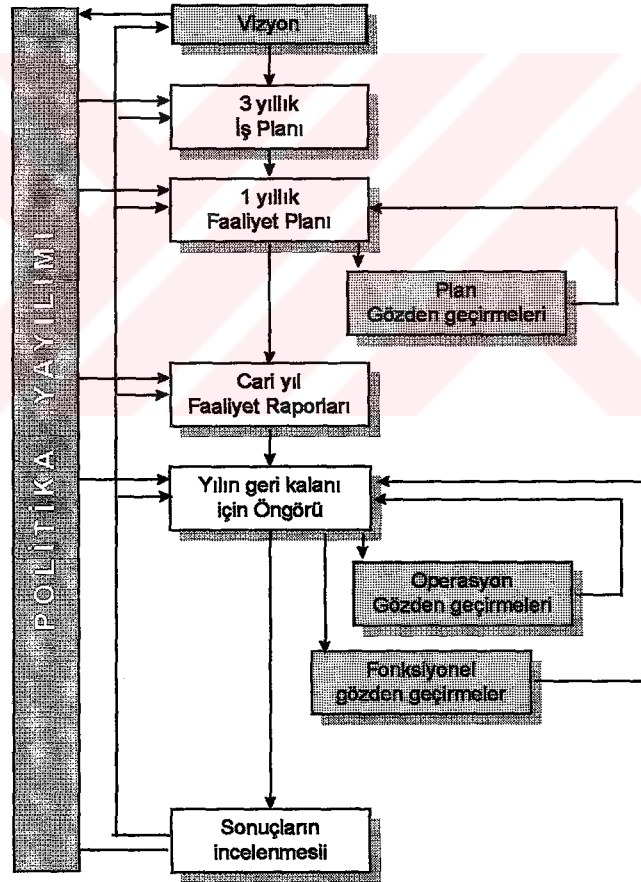 Vizyon
3 yıllık
İş Planı
1 yıllık
Faaliyet Planı
Plan
Gözden geçirmeleri
Cari yıl
Faaliyet Raporları
Yılın geri kalanı
için Öngörü
Operasyon
Gözden geçirmeleri
Fonksiyonel
gözden geçirmeler
Sonuçların
incelenmesii
POLİTİKA YAYILIMI